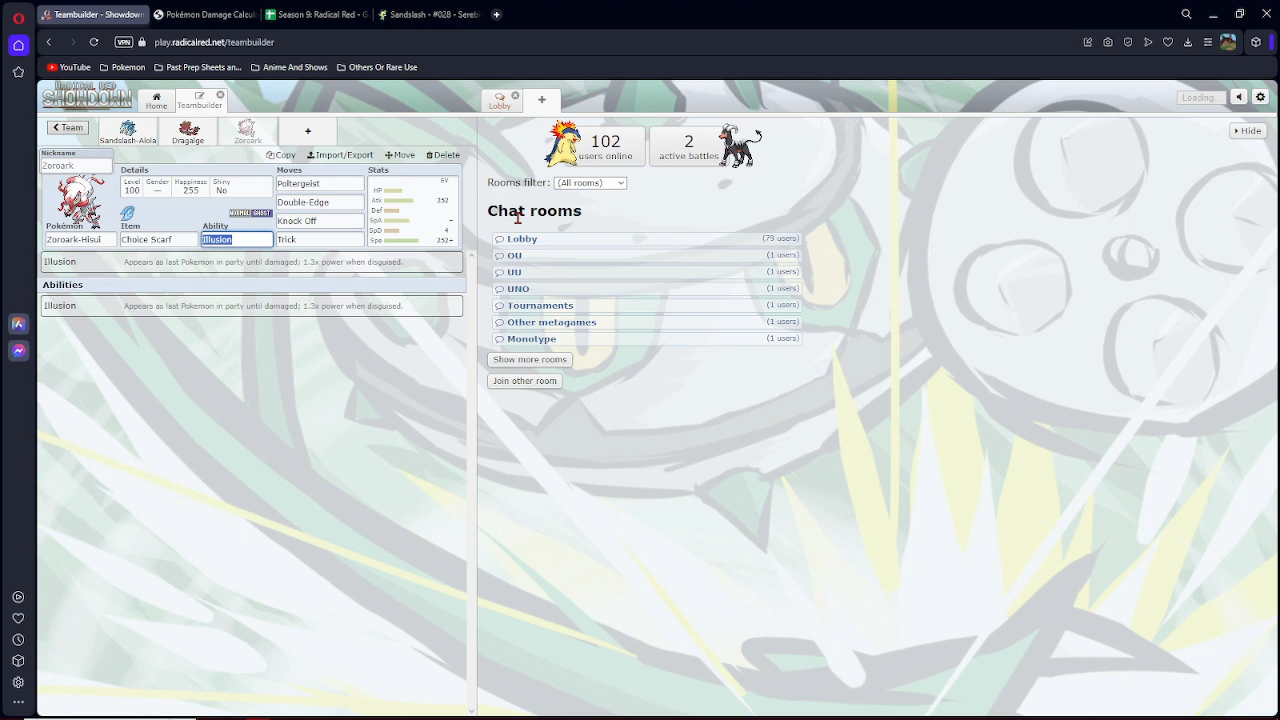 Teambuilder - Showdown
Pokémon Damage Calcul
Season 9: Radical Red - G
Sandslash - #028 - Serebi
VPN
play.radicalred.net/teambuilder
YouTube
Pokemon
Past Prep Sheets an...
Anime And Shows
Others Or Rare Use
RADICAL RED
SHOWDOWN
Home
Teambuilder
Lobby
+
Loading...
Team
Sandslash-Alola
Dragalge
Zoroark
+
Hide
102
users online
2
active battles
Nickname
Zoroark
Copy
Import/Export
Move
Delete
Details
Level
100
Gender
—
Happiness
255
Shiny
No
Moves
Poltergeist
Double-Edge
Knock Off
Trick
Stats
EV
HP
Atk
252
Def
SpA
–
SpD
4
Spe
252+
NORMAL GHOST
Pokémon
Zoroark-Hisui
Item
Choice Scarf
Ability
Illusion
Illusion
Appears as last Pokemon in party until damaged; 1.3x power when disguised.
Abilities
Illusion
Appears as last Pokemon in party until damaged; 1.3x power when disguised.
Rooms filter:
(All rooms)
Chat rooms
Lobby (79 users)
OU (1 users)
UU (1 users)
UNO (1 users)
Tournaments (1 users)
Other metagames (1 users)
Monotype (1 users)
Show more rooms
Join other room